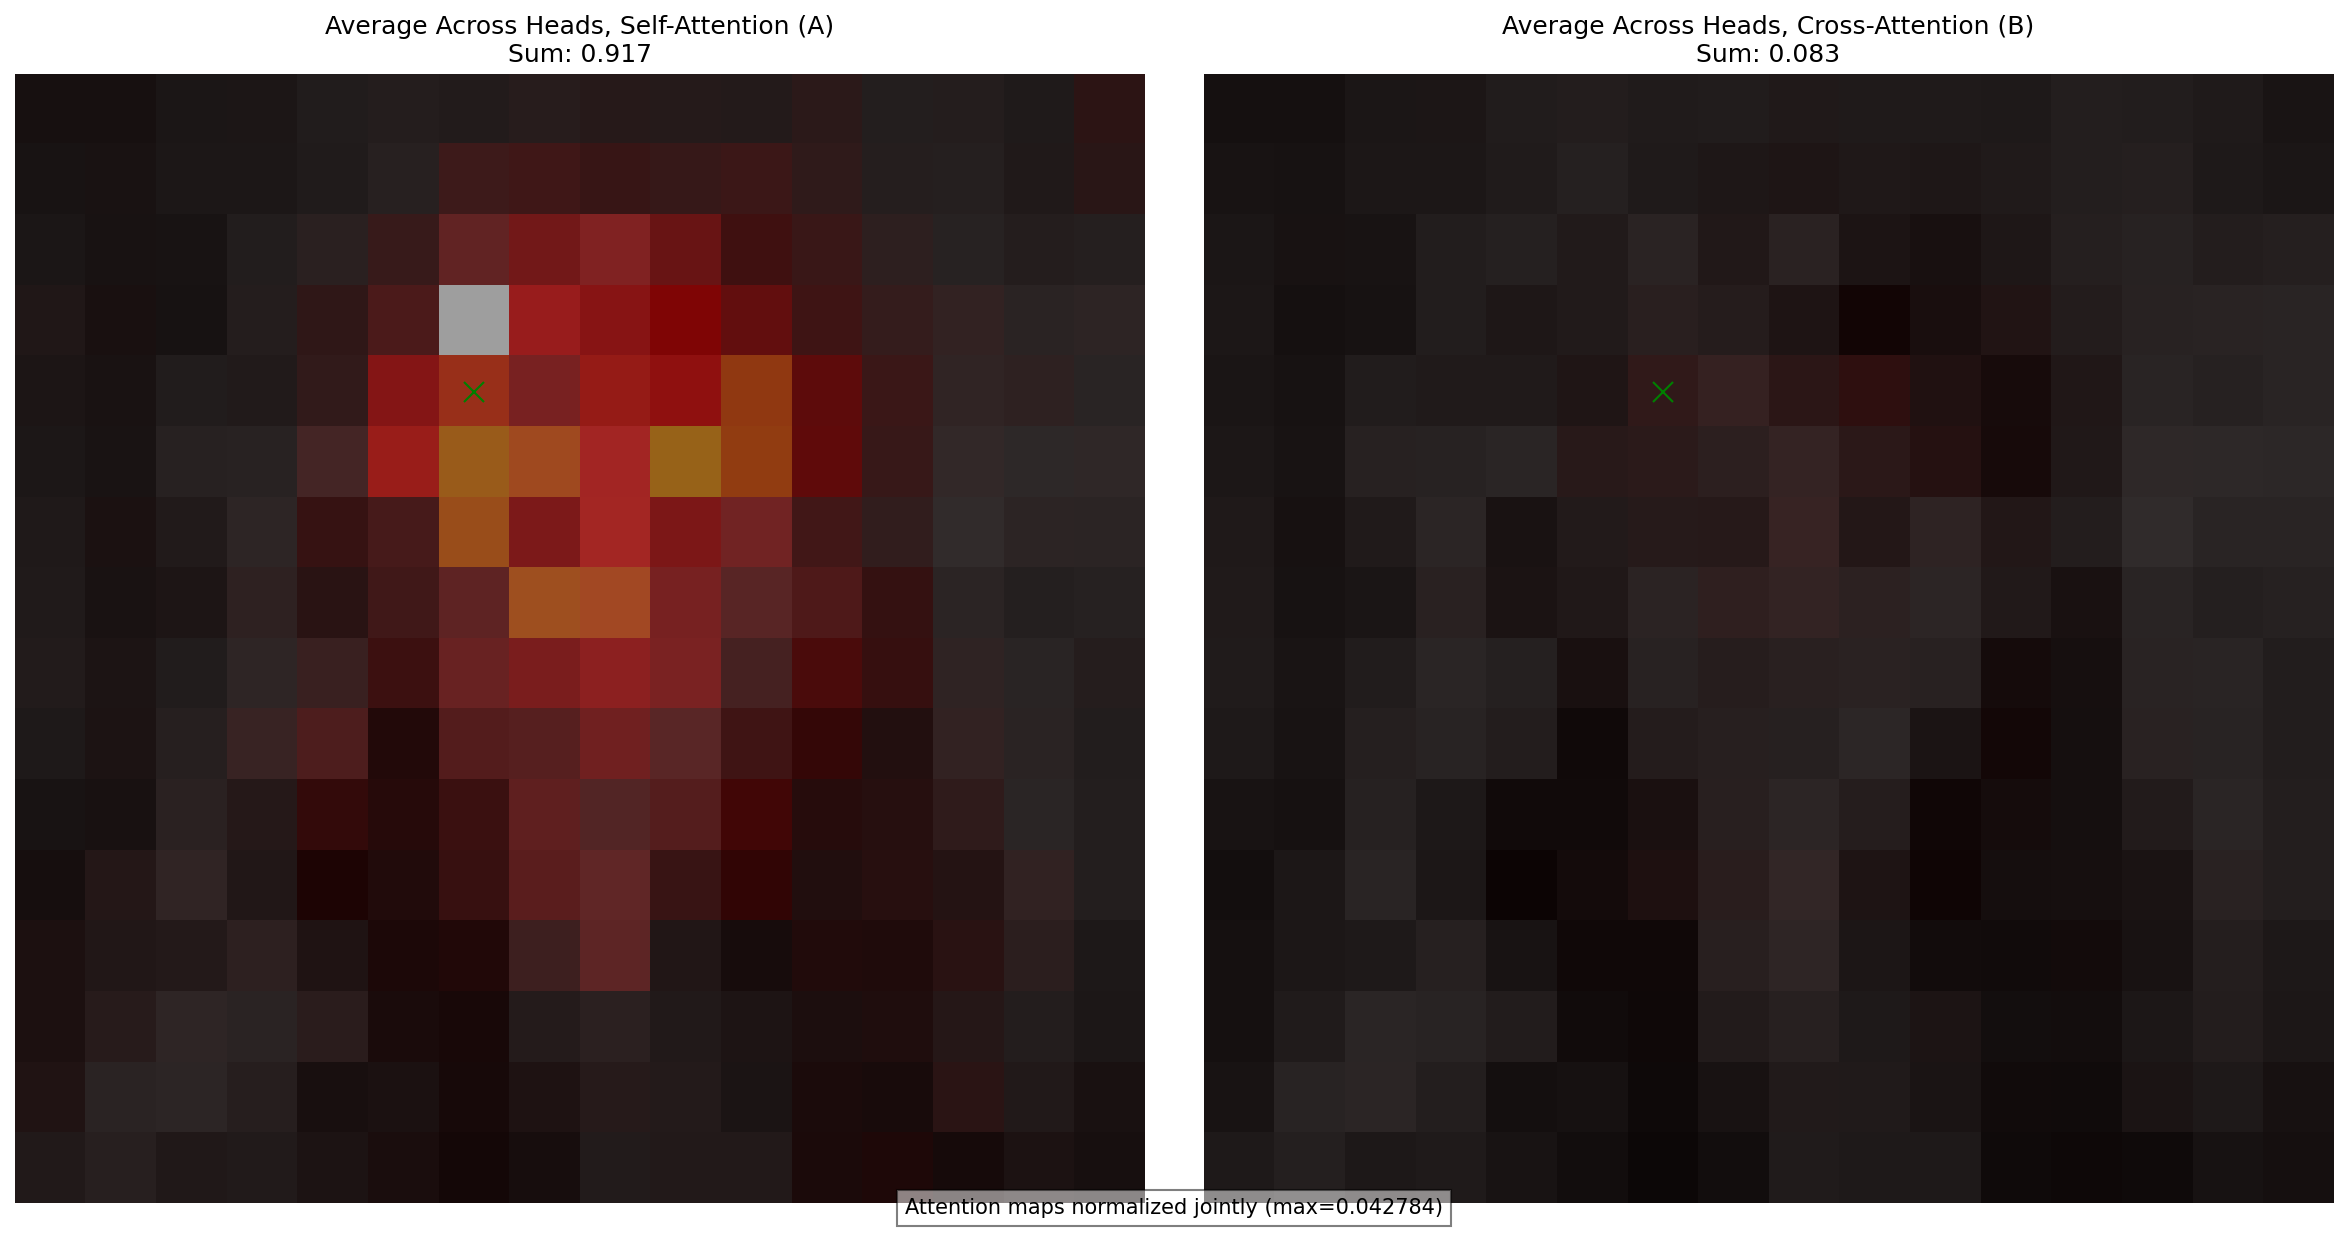 Average Across Heads, Self-Attention (A)
Sum: 0.917
Average Across Heads, Cross-Attention (B)
Sum: 0.083
Attention maps normalized jointly (max=0.042784)